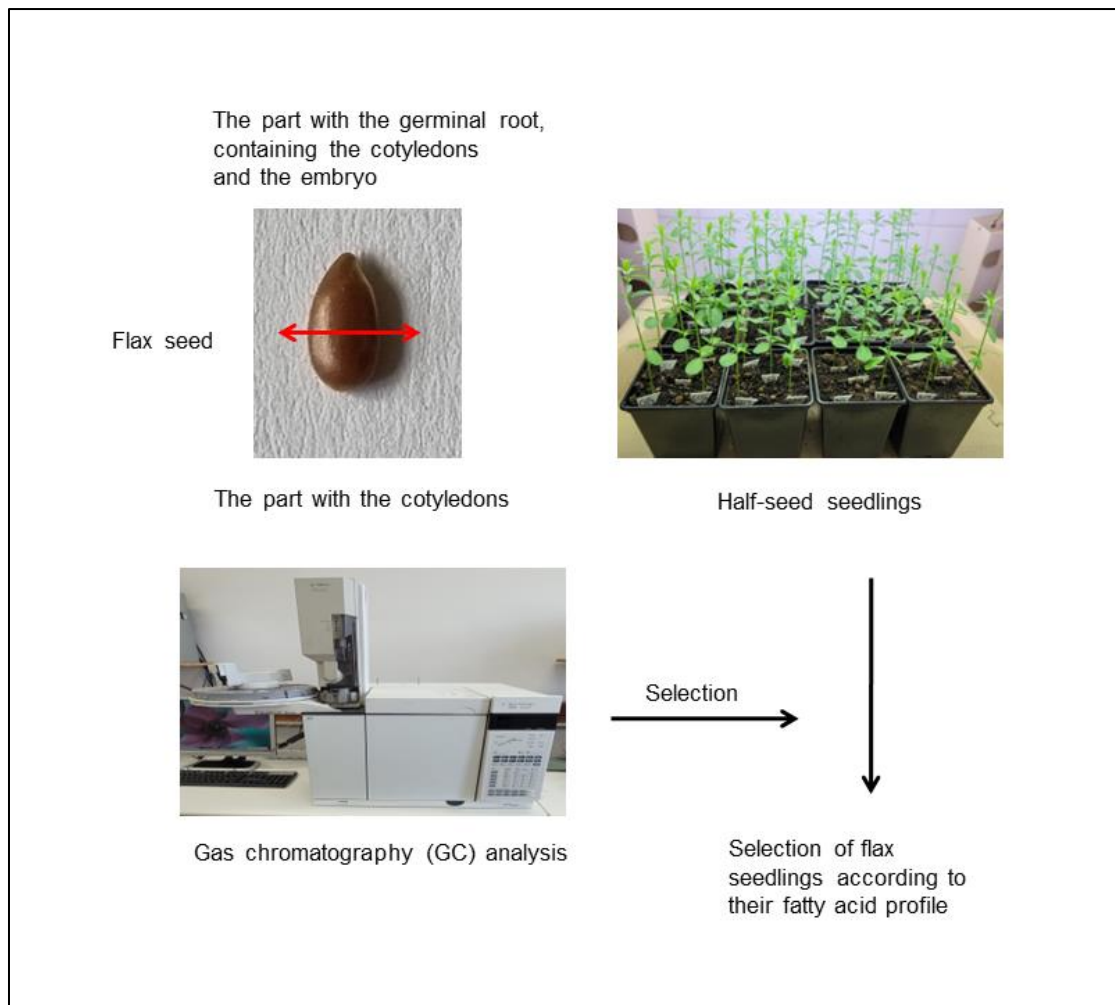 The part with the germinal root,
containing the cotyledons
and the embryo
Flax seed
The part with the cotyledons
Half-seed seedlings
Selection
Gas chromatography (GC) analysis
Selection of flax
seedlings according to
their fatty acid profile